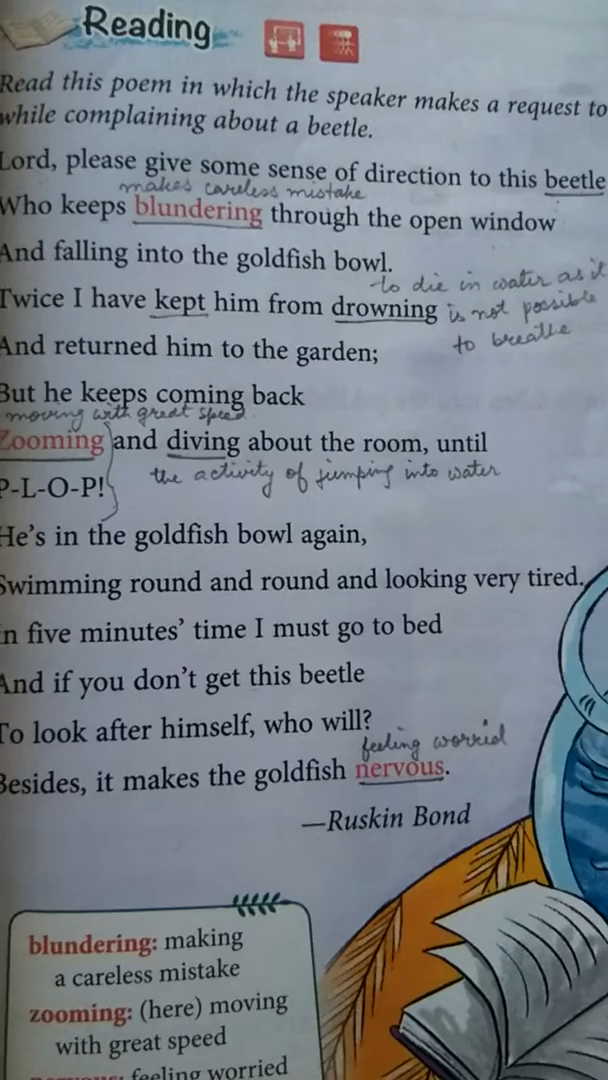 Reading
Read this poem in which the speaker makes a request to
while complaining about a beetle.
Lord, please give some sense of direction to this beetle
makes careless mistake
Who keeps blundering through the open window
And falling into the goldfish bowl.
to die in water as it
Twice I have kept him from drowning is not possible
And returned him to the garden; to breathe
But he keeps coming back
moving with great speed.
Zooming and diving about the room, until
P-L-O-P! the activity of jumping into water
He's in the goldfish bowl again,
Swimming round and round and looking very tired.
In five minutes' time I must go to bed
And if you don't get this beetle
To look after himself, who will?
feeling worried
Besides, it makes the goldfish nervous.
—Ruskin Bond
blundering: making
a careless mistake
zooming: (here) moving
with great speed
nervous: feeling worried